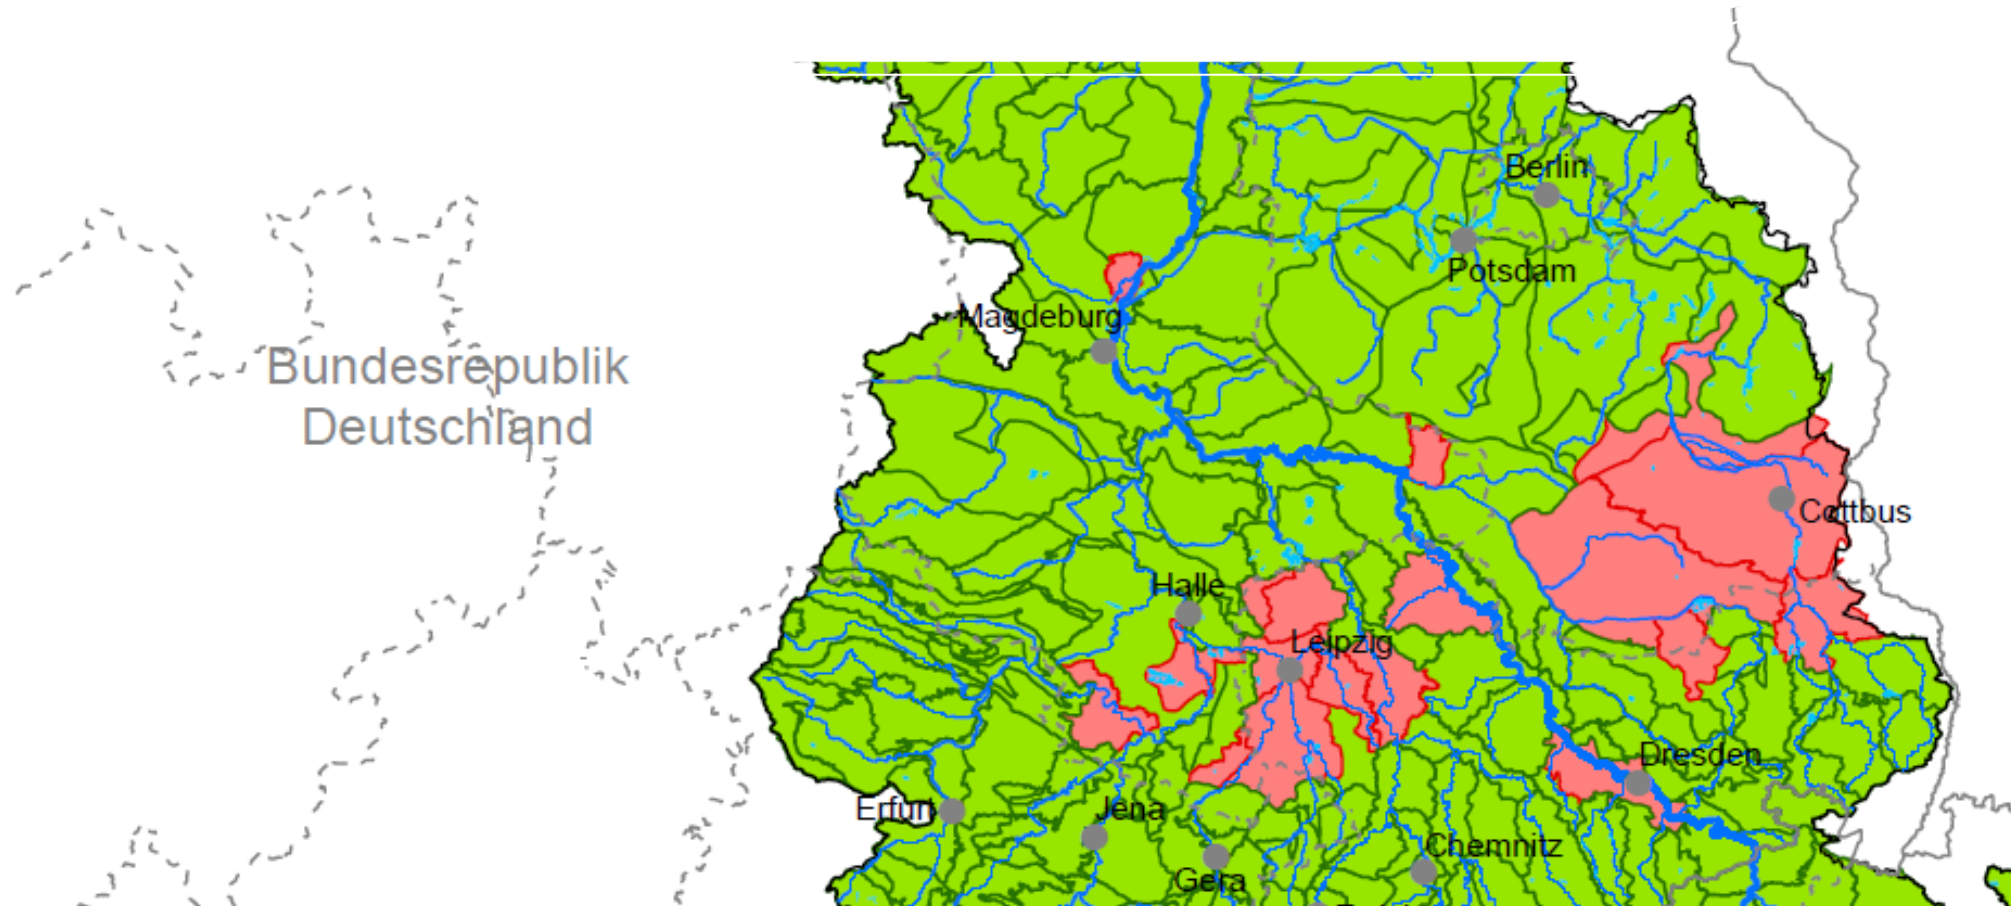 Berlin
Potsdam
Magdeburg
Bundesrepublik
Deutschland
Cottbus
Halle
Leipzig
Dresden
Erfurt
Jena
Chemnitz
Gera